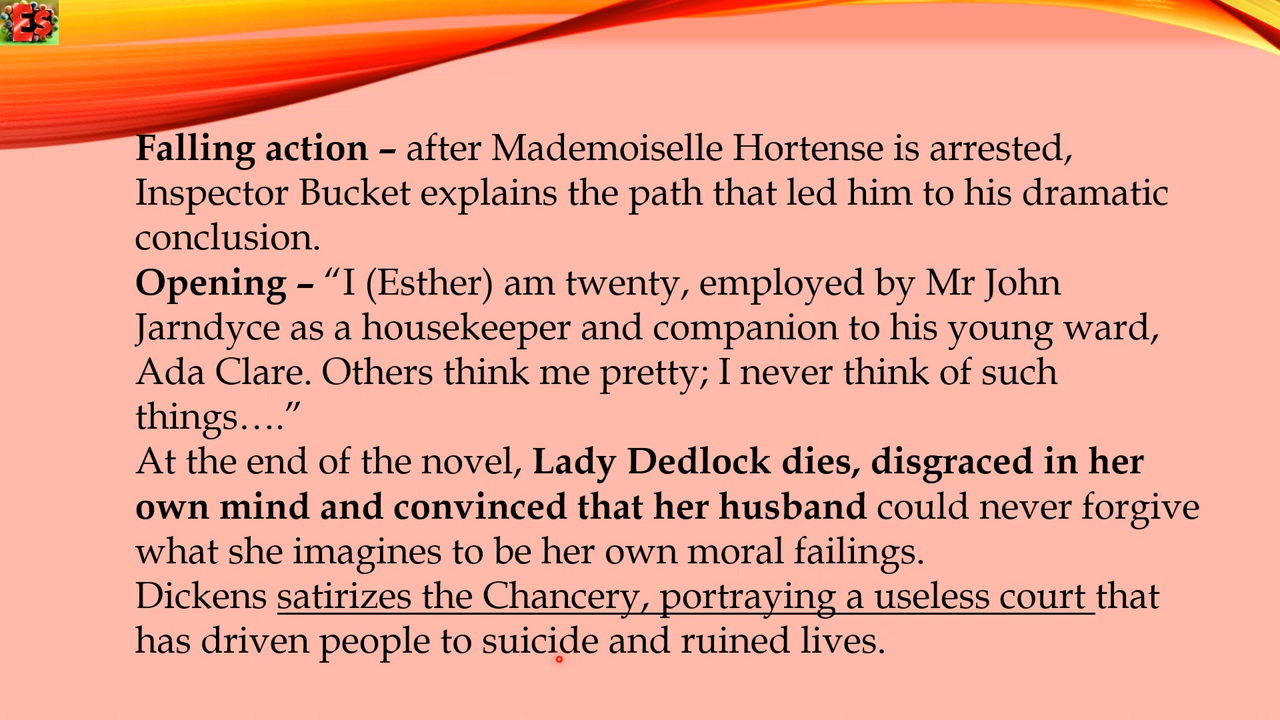 Es
Falling action – after Mademoiselle Hortense is arrested,
Inspector Bucket explains the path that led him to his dramatic
conclusion.
Opening – “I (Esther) am twenty, employed by Mr John
Jarndyce as a housekeeper and companion to his young ward,
Ada Clare. Others think me pretty; I never think of such
things….”
At the end of the novel, Lady Dedlock dies, disgraced in her
own mind and convinced that her husband could never forgive
what she imagines to be her own moral failings.
Dickens satirizes the Chancery, portraying a useless court that
has driven people to suicide and ruined lives.